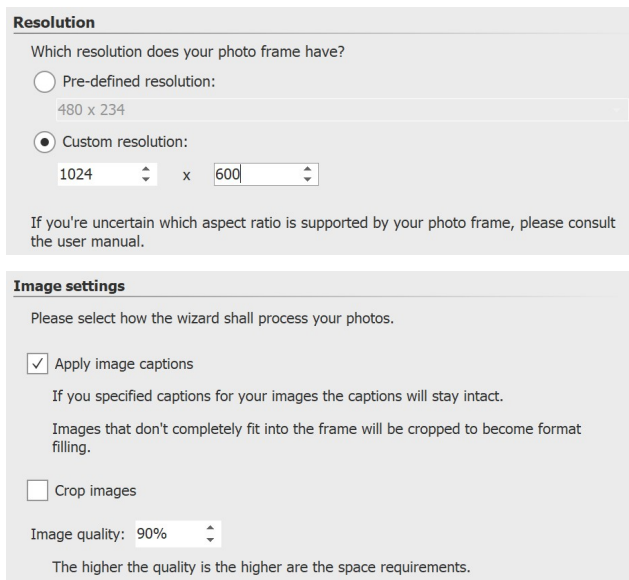 Resolution
Which resolution does your photo frame have?
Pre-defined resolution:
480 x 234
Custom resolution:
1024 x 600
If you're uncertain which aspect ratio is supported by your photo frame, please consult
the user manual.
Image settings
Please select how the wizard shall process your photos.
Apply image captions
If you specified captions for your images the captions will stay intact.
Images that don't completely fit into the frame will be cropped to become format
filling.
Crop images
Image quality: 90%
The higher the quality is the higher are the space requirements.